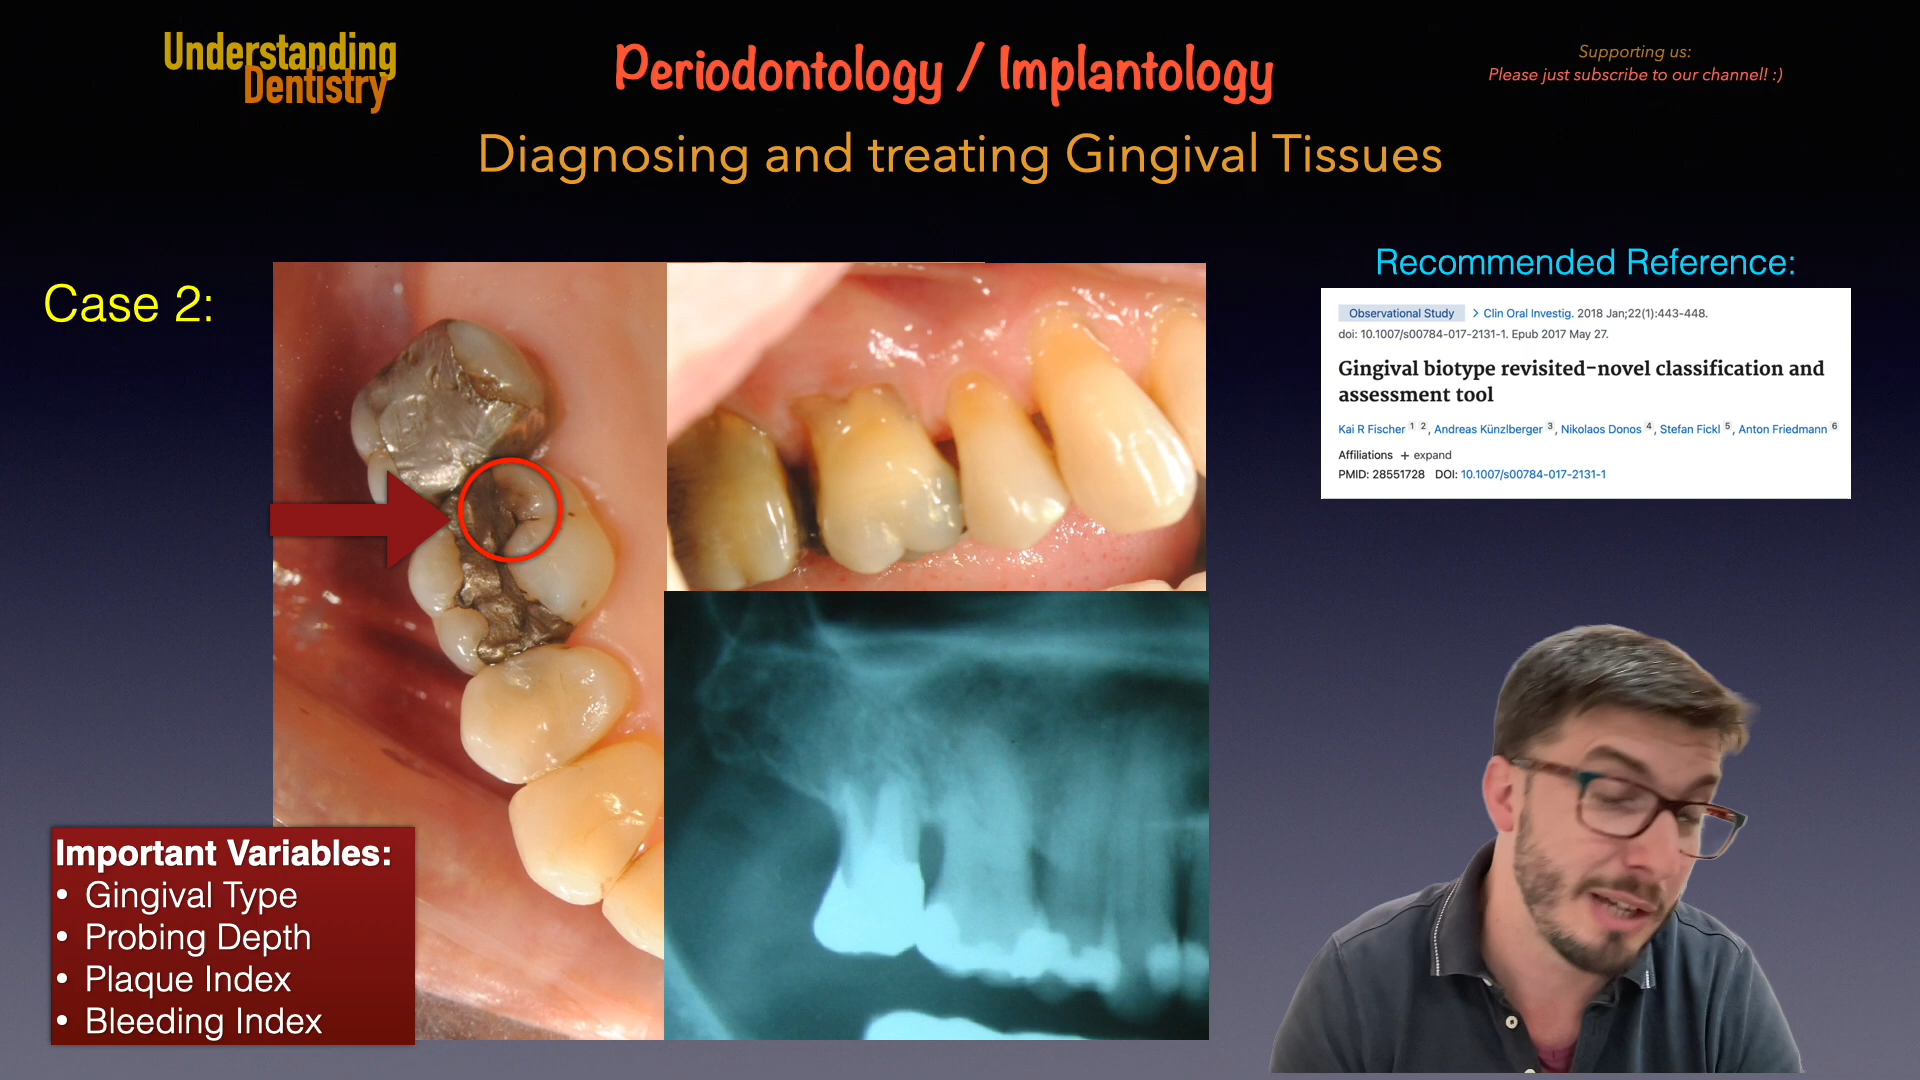 Understanding
Dentistry
Periodontology / Implantology
Supporting us:
Please just subscribe to our channel! :)
Diagnosing and treating Gingival Tissues
Case 2:
Recommended Reference:
Observational Study > Clin Oral Investig. 2018 Jan;22(1):443-448.
doi: 10.1007/s00784-017-2131-1. Epub 2017 May 27.
Gingival biotype revisited-novel classification and
assessment tool
Kai R Fischer 1 2, Andreas Künzlberger 3, Nikolaos Donos 4, Stefan Fickl 5, Anton Friedmann 6
Affiliations + expand
PMID: 28551728 DOI: 10.1007/s00784-017-2131-1
Important Variables:
• Gingival Type
• Probing Depth
• Plaque Index
• Bleeding Index